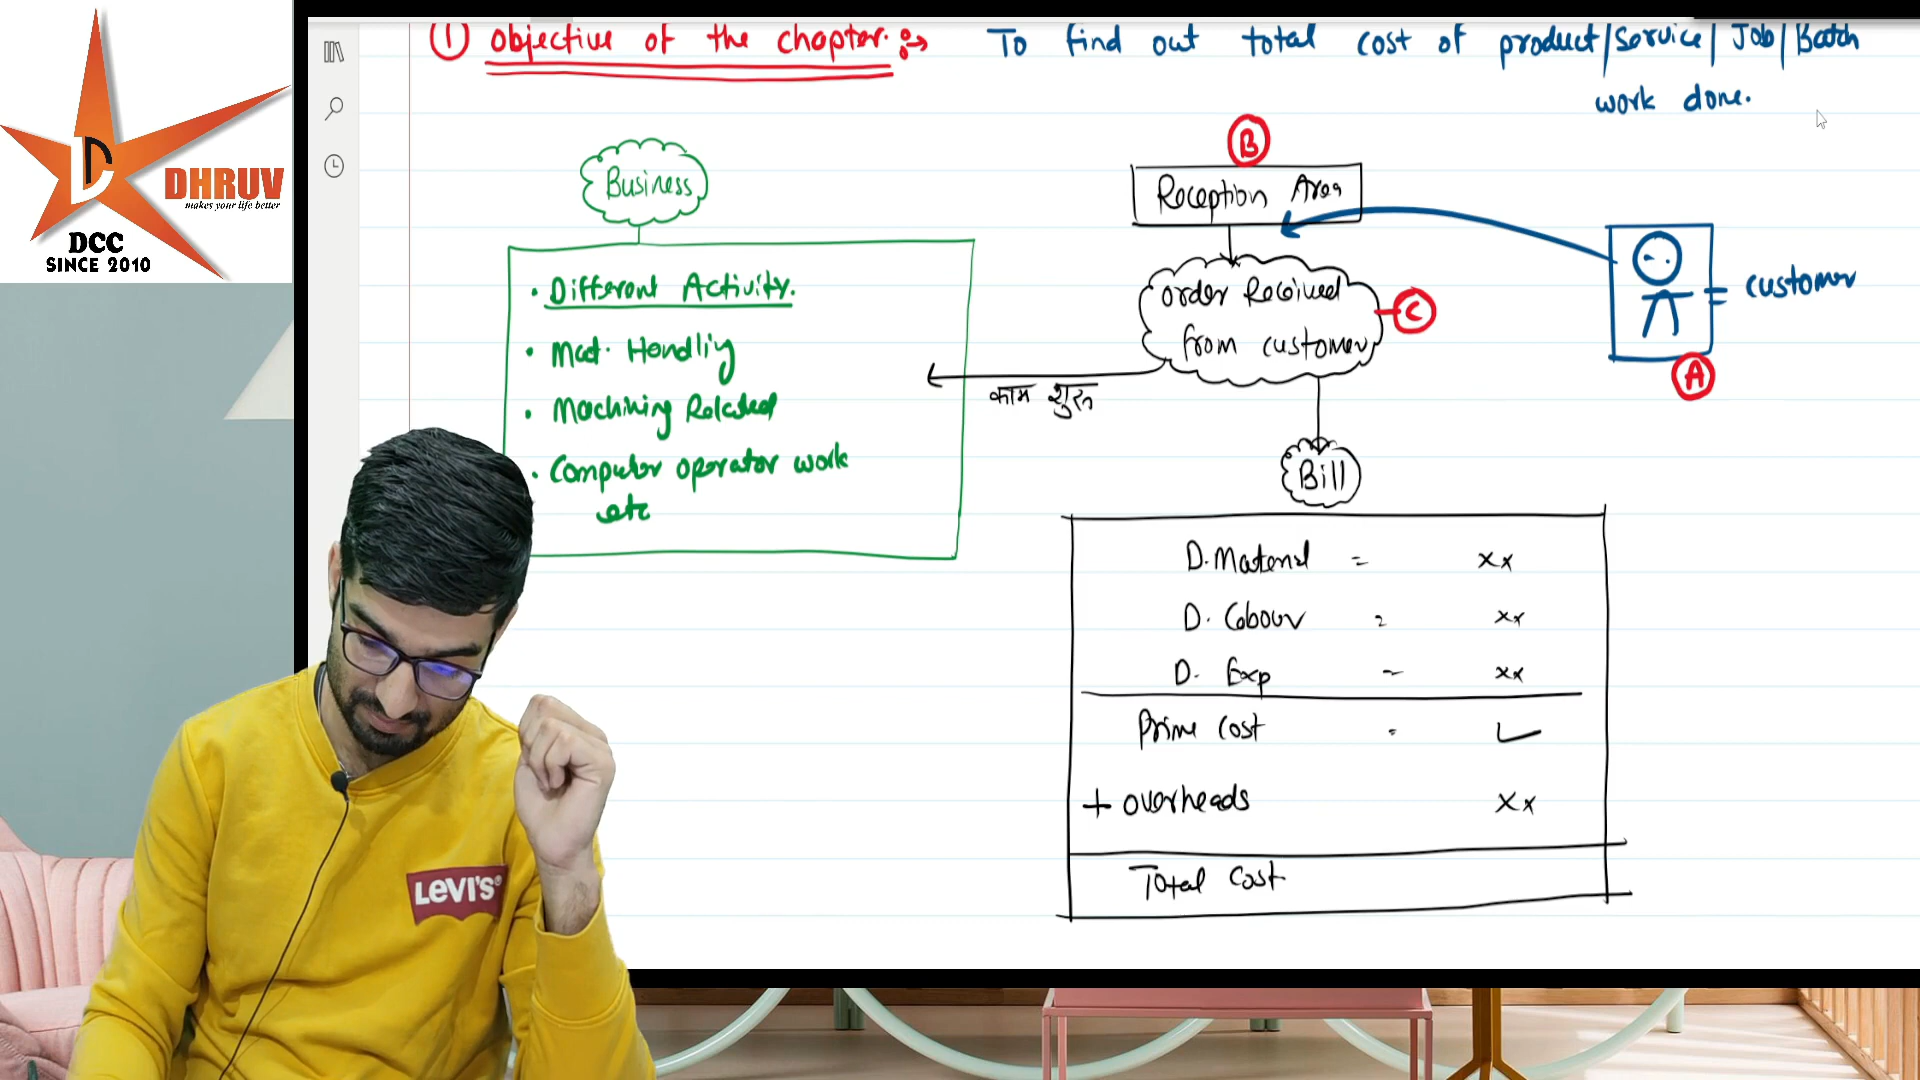 ① Objective of the chapter. :→ To find out total cost of product/service/Job/Batch
work done.
DHRUV
makes your life better
DCC
SINCE 2010
Business
• Different Activity.
• Mat. Handling
• Machining Related
• Computer operator work
etc
B
Reception Area
order Received
from customer
C
काम शुरू
customer
A
Bill
D. Material = xx
D. Labour = xx
D. Exp = xx
Prime Cost = ✓
+ overheads xx
Total Cost
LEVI'S